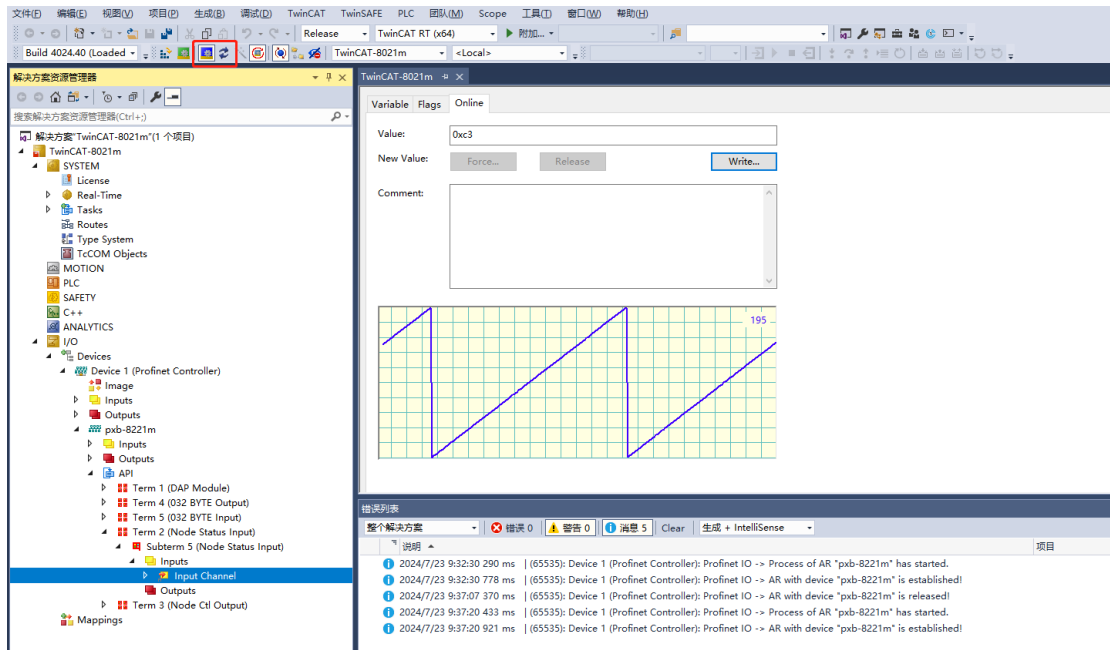 文件(F) 编辑(E) 视图(V) 项目(P) 生成(B) 调试(D) TwinCAT TwinSAFE PLC 团队(M) Scope 工具(T) 窗口(W) 帮助(H)
Release TwinCAT RT (x64) 附加...
Build 4024.40 (Loaded TwinCAT-8021m <Local>
解决方案资源管理器
搜索解决方案资源管理器(Ctrl+;)
解决方案"TwinCAT-8021m"(1 个项目)
TwinCAT-8021m
SYSTEM
License
Real-Time
Tasks
Routes
Type System
TcCOM Objects
MOTION
PLC
SAFETY
C++
ANALYTICS
I/O
Devices
Device 1 (Profinet Controller)
Image
Inputs
Outputs
pxb-8221m
Inputs
Outputs
API
Term 1 (DAP Module)
Term 4 (032 BYTE Output)
Term 5 (032 BYTE Input)
Term 2 (Node Status Input)
Subterm 5 (Node Status Input)
Inputs
Input Channel
Outputs
Term 3 (Node Ctl Output)
Mappings
TwinCAT-8021m
Variable Flags Online
Value: 0xc3
New Value: Force... Release Write...
Comment:
195
错误列表
整个解决方案 错误 0 警告 0 消息 5 Clear 生成 + IntelliSense
说明 项目
2024/7/23 9:32:30 290 ms | (65535): Device 1 (Profinet Controller): Profinet IO -> Process of AR "pxb-8221m" has started.
2024/7/23 9:32:30 778 ms | (65535): Device 1 (Profinet Controller): Profinet IO -> AR with device "pxb-8221m" is established!
2024/7/23 9:37:07 370 ms | (65535): Device 1 (Profinet Controller): Profinet IO -> AR with device "pxb-8221m" is released!
2024/7/23 9:37:20 433 ms | (65535): Device 1 (Profinet Controller): Profinet IO -> Process of AR "pxb-8221m" has started.
2024/7/23 9:37:20 921 ms | (65535): Device 1 (Profinet Controller): Profinet IO -> AR with device "pxb-8221m" is established!